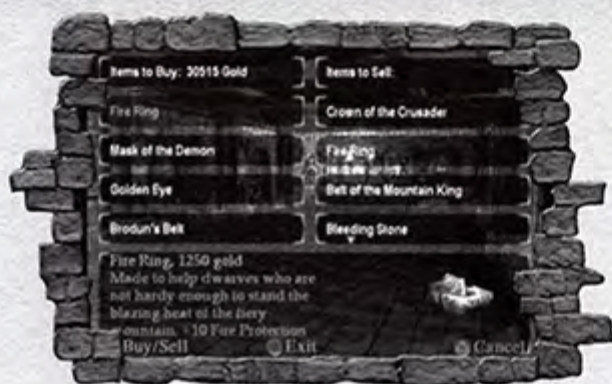 Items to Buy: 30515 Gold
Items to Sell:
Fire Ring
Crown of the Crusader
Mask of the Demon
Fire Ring
Golden Eye
Belt of the Mountain King
Brodun's Belt
Bleeding Stone
Fire Ring, 1250 gold
Made to help dwarves who are
not hardy enough to stand the
blazing heat of the fiery
mountain. +10 Fire Protection
Buy/Sell
Exit
Cancel